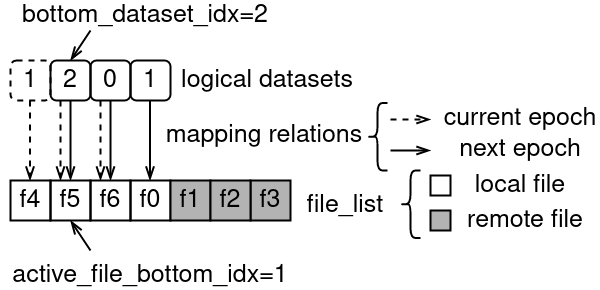 bottom_dataset_idx=2
1 2 0 1 logical datasets
mapping relations
current epoch
next epoch
f4 f5 f6 f0 f1 f2 f3 file_list
local file
remote file
active_file_bottom_idx=1